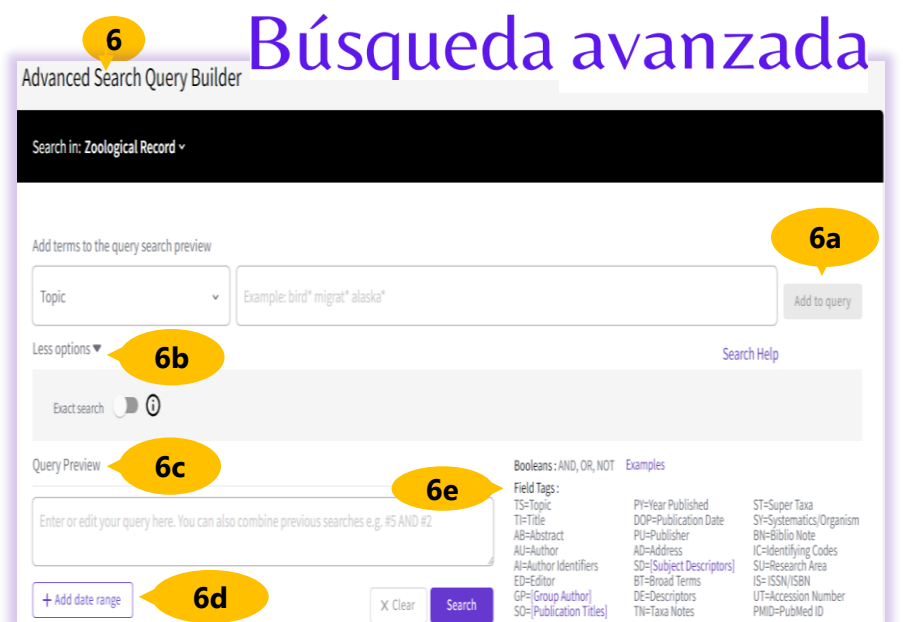 Búsqueda avanzada
6
Advanced Search Query Builder
Search in: Zoological Record
6a
Add terms to the query search preview
Topic
Example: bird* migrat* alaska*
Add to query
Less options
6b
Search Help
Exact search
Query Preview
6c
6e
Booleans : AND, OR, NOT Examples
Field Tags :
TS=Topic PY=Year Published ST=Super Taxa
TI=Title DOP=Publication Date SY=Systematics/Organism
AB=Abstract PU=Publisher BN=Biblio Note
AU=Author AD=Address IC=Identifying Codes
AI=Author Identifiers SD=[Subject Descriptors] SU=Research Area
ED=Editor BT=Broad Terms IS= ISSN/ISBN
GP=[Group Author] DE=Descriptors UT=Accession Number
SO=[Publication Titles] TN=Taxa Notes PMID=PubMed ID
Enter or edit your query here. You can also combine previous searches e.g. #5 AND #2
+ Add date range
6d
X Clear
Search